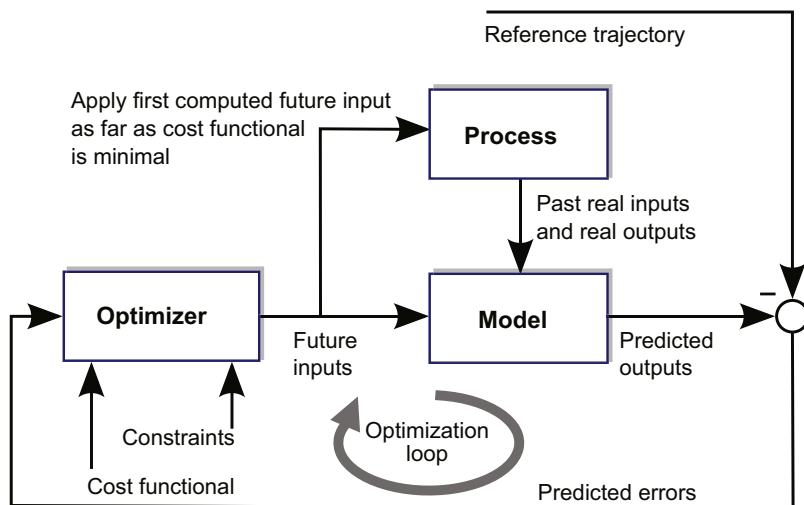 Reference trajectory
Apply first computed future input
as far as cost functional
is minimal
Process
Past real inputs
and real outputs
–
Optimizer
Model
Future
inputs
Predicted
outputs
Constraints
Optimization
loop
Cost functional
Predicted errors